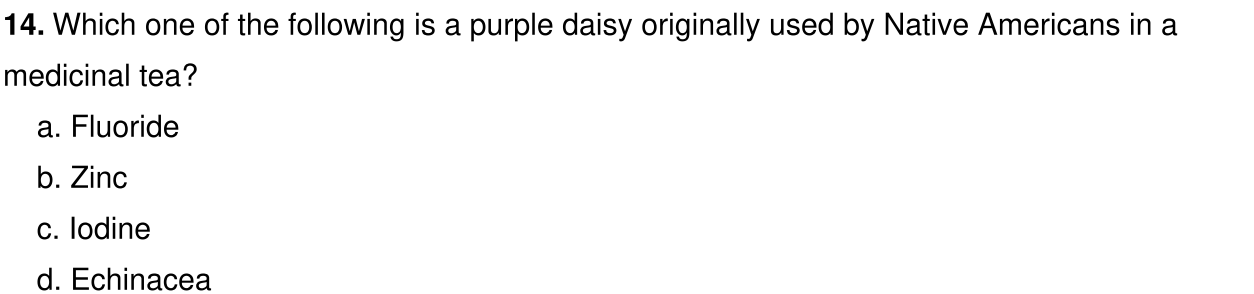 14. Which one of the following is a purple daisy originally used by Native Americans in a
medicinal tea?
a. Fluoride
b. Zinc
c. Iodine
d. Echinacea